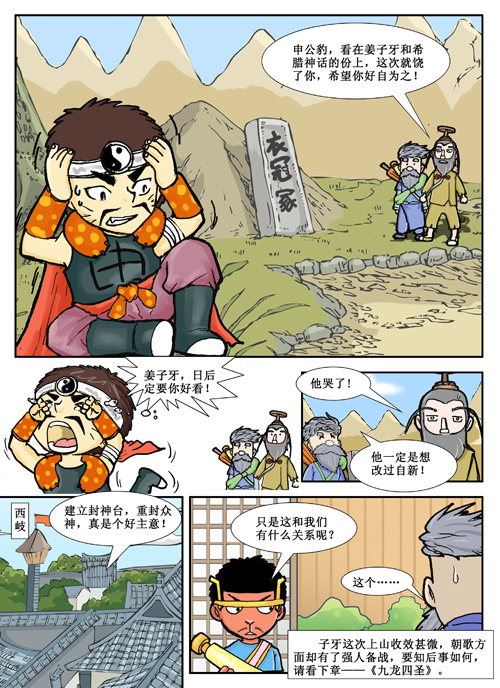 申公豹，看在姜子牙和希
腊神话的份上，这次就饶
了你，希望你好自为之！
衣冠冢
申
姜子牙，日后
定要你好看！
他哭了！
他一定是想
改过自新！
西岐
建立封神台，重封众
神，真是个好主意！
只是这和我们
有什么关系呢？
这个……
子牙这次上山收效甚微，朝歌方
面却有了强人备战，要知后事如何，
请看下章——《九龙四圣》。